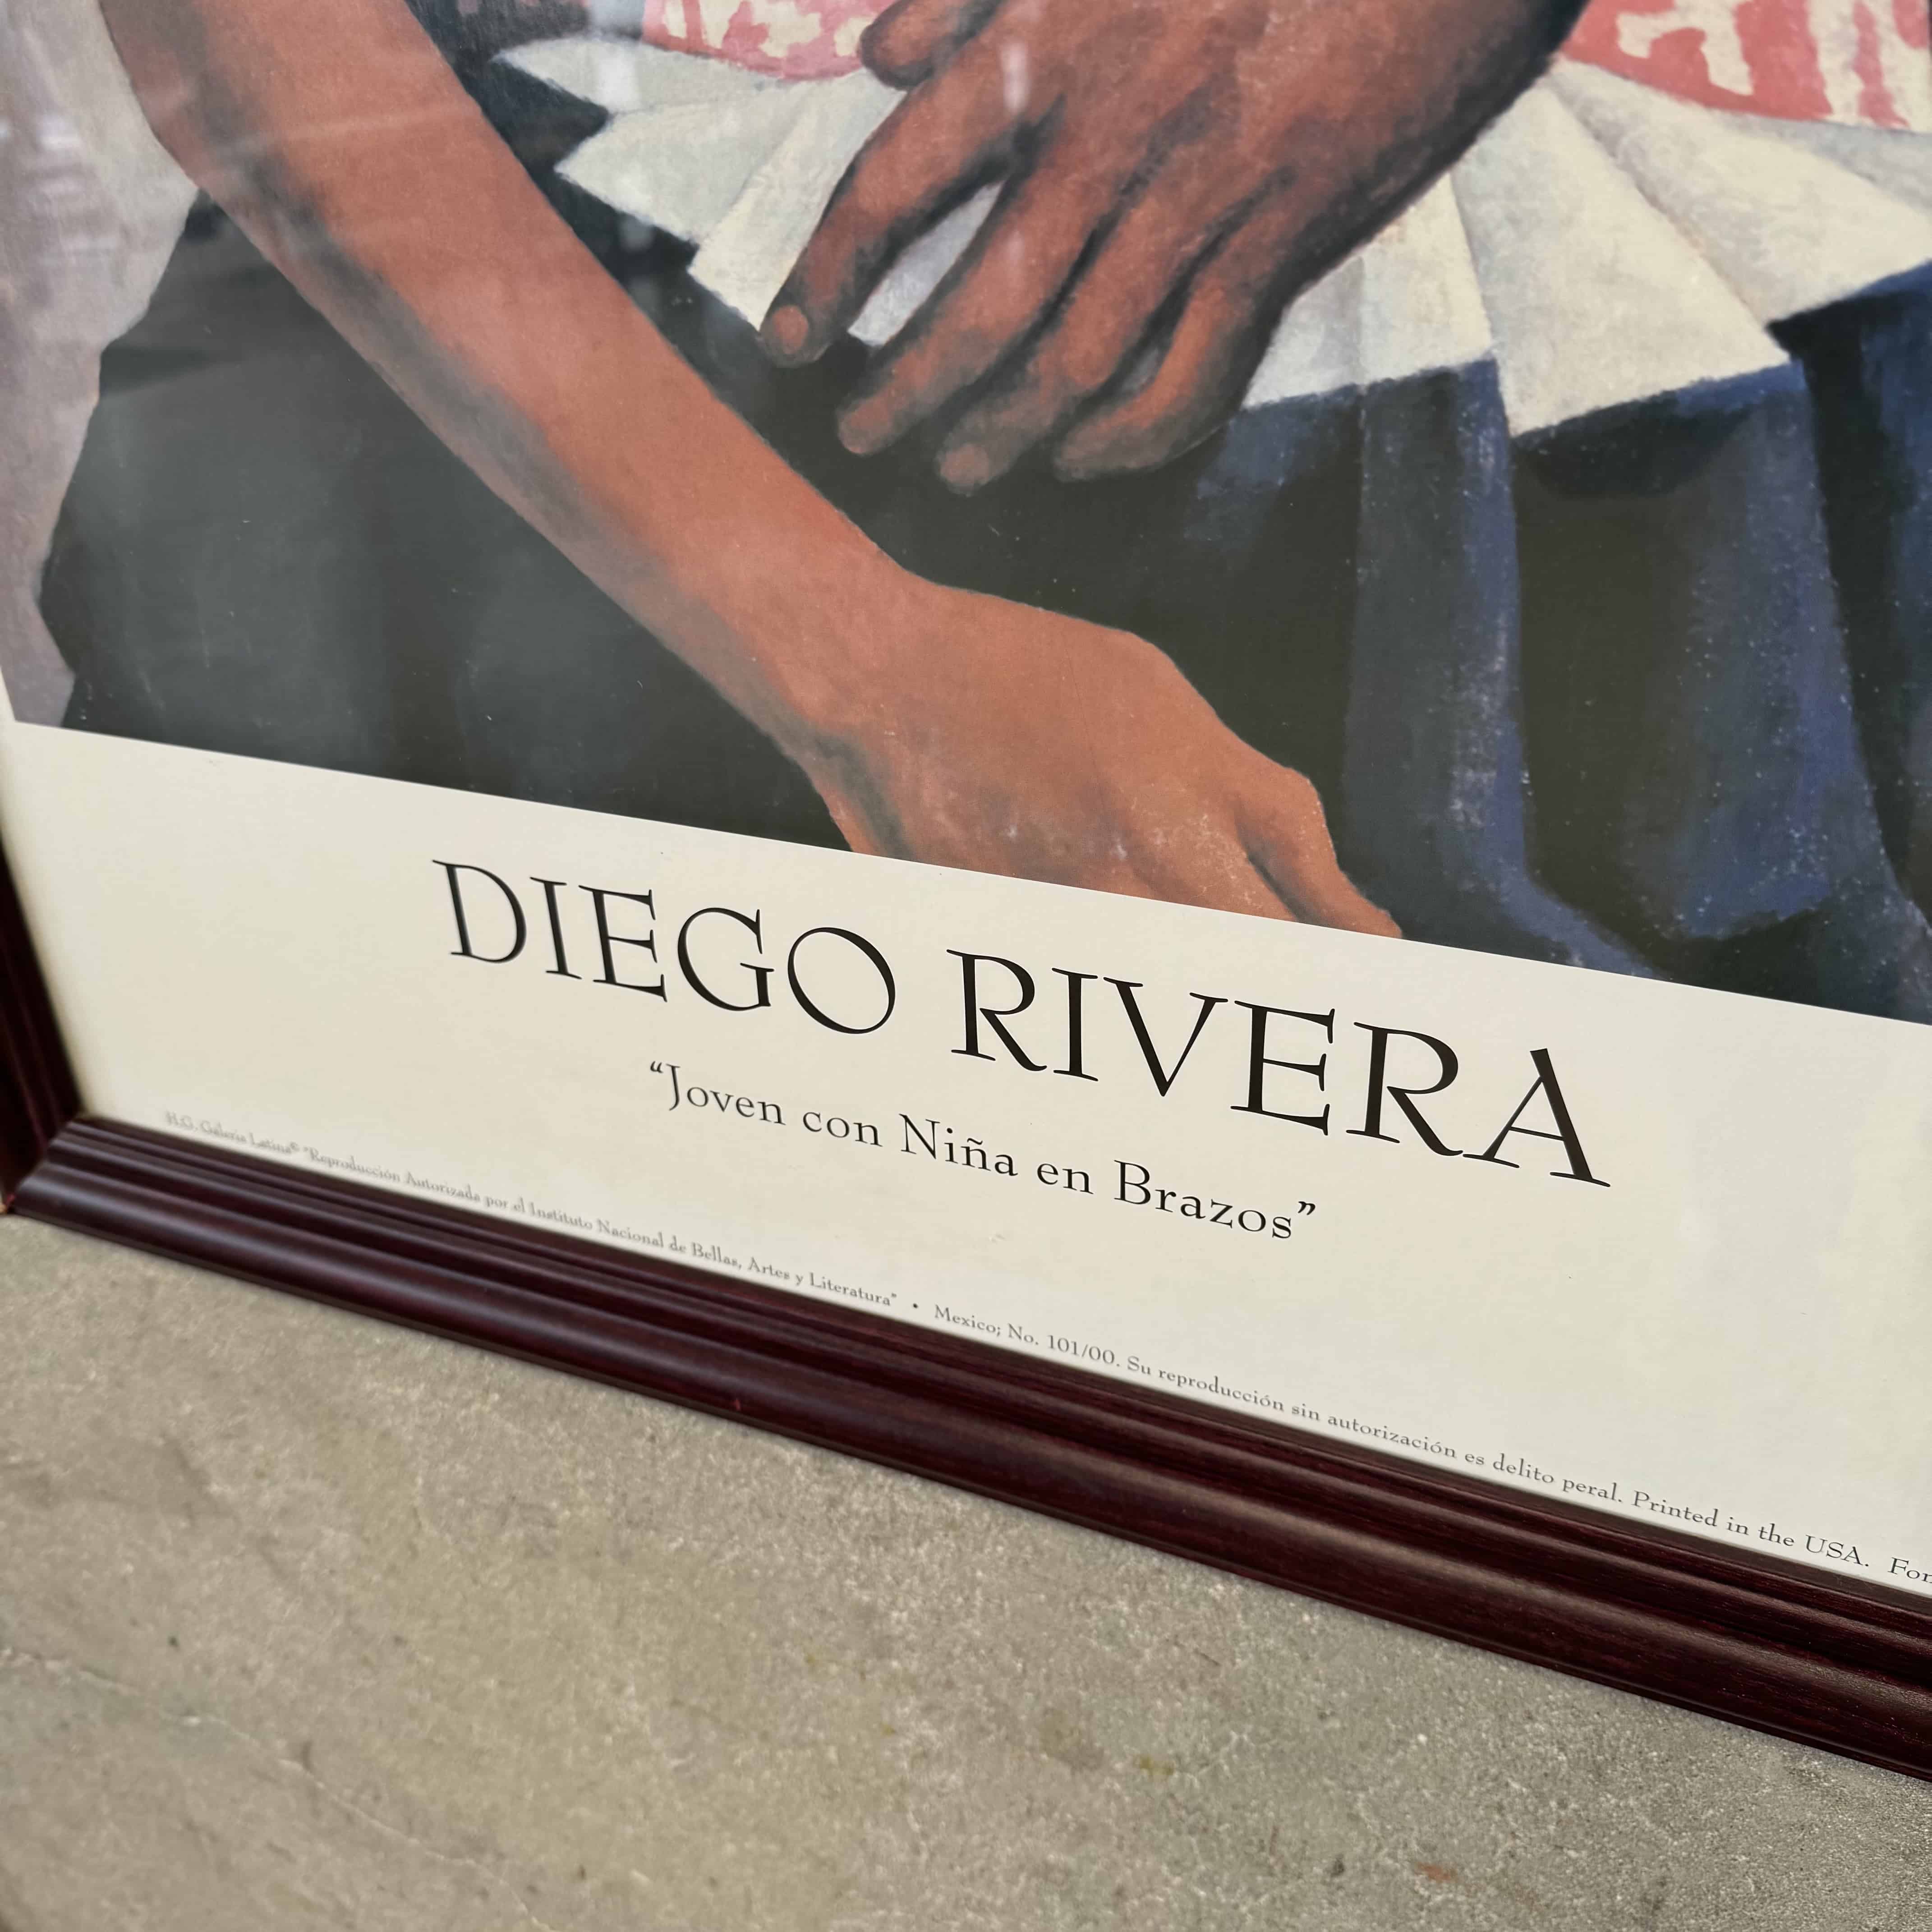 DIEGO RIVERA
“Joven con Niña en Brazos”
H.G. Galería Latina© "Reproducción Autorizada por el Instituto Nacional de Bellas, Artes y Literatura" • Mexico; No. 101/00. Su reproducción sin autorización es delito peral. Printed in the USA.